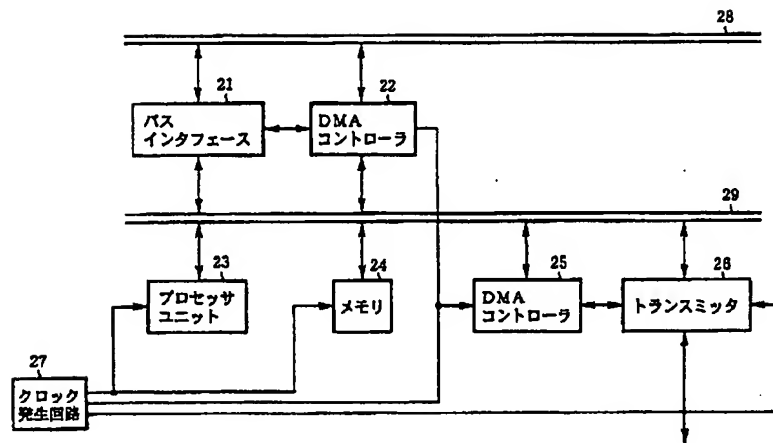 28
21
22
バス
インタフェース
DMA
コントローラ
29
23
24
25
26
プロセッサ
ユニット
メモリ
DMA
コントローラ
トランスミッタ
27
クロック
発生回路